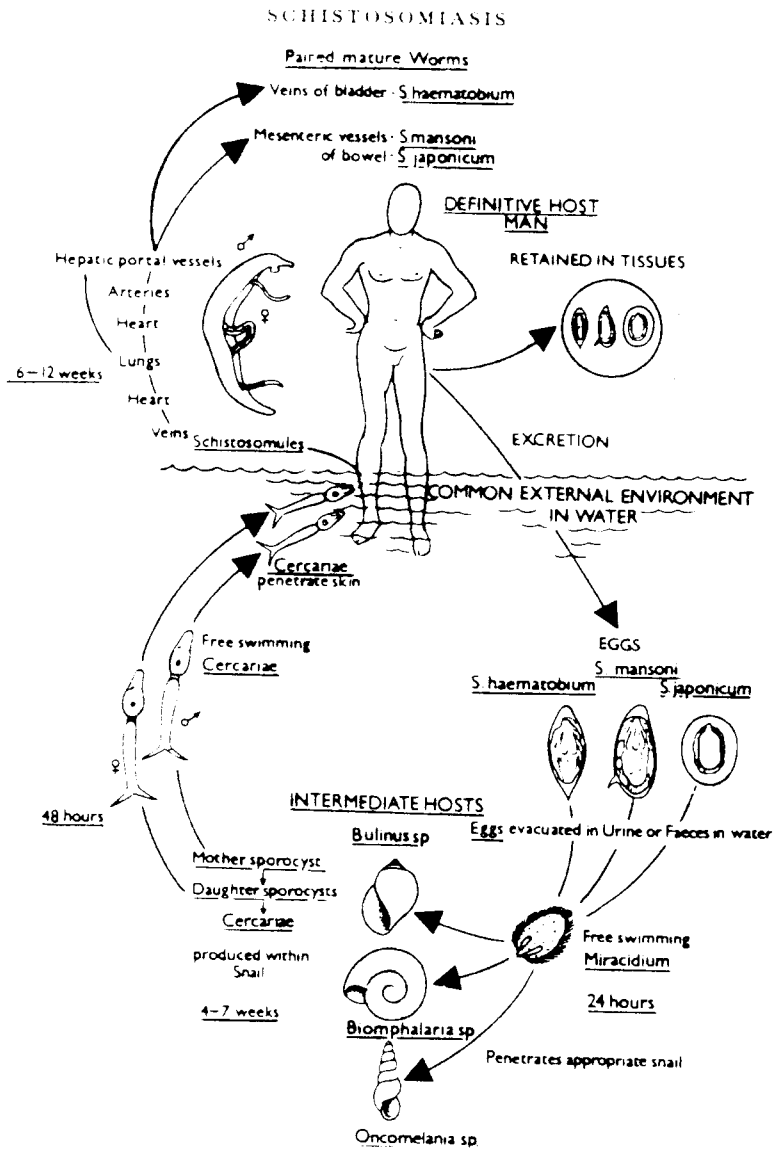 SCHISTOSOMIASIS
Paired mature Worms
Veins of bladder · S. haematobium
Mesenteric vessels · S mansoni
of bowel · S. japonicum
DEFINITIVE HOST
MAN
RETAINED IN TISSUES
♂
Hepatic portal vessels
Arteries
♀
Heart
Lungs
6–12 weeks
Heart
Veins
Schistosomules
EXCRETION
COMMON EXTERNAL ENVIRONMENT
IN WATER
Cercariae
penetrate skin
Free swimming
Cercariae
♂
♀
48 hours
EGGS
S. mansoni
S. haematobium
S. japonicum
INTERMEDIATE HOSTS
Bulinus sp
Eggs evacuated in Urine or Faeces in water
Mother sporocyst
Daughter sporocysts
Cercariae
produced within
Snail
4–7 weeks
Free swimming
Miracidium
24 hours
Biomphalaria sp
Penetrates appropriate snail
Oncomelania sp.